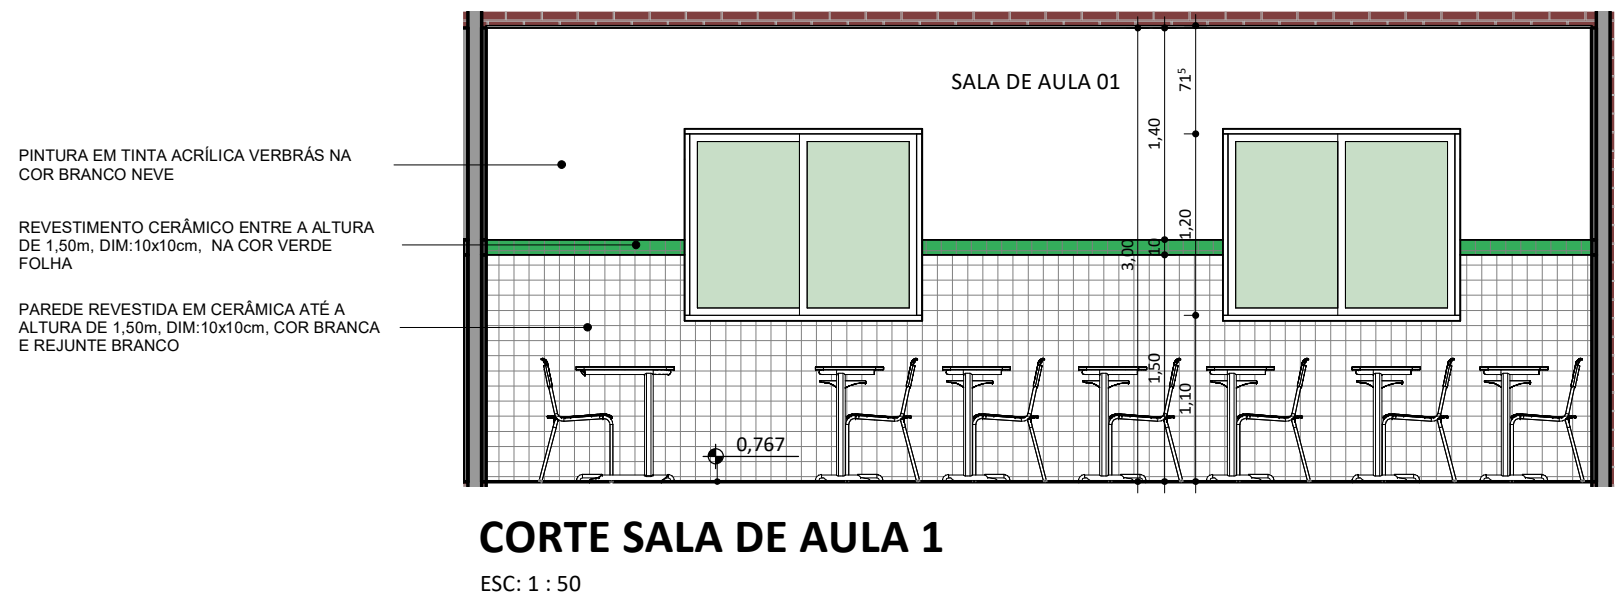 SALA DE AULA 01
71⁵
1,40
PINTURA EM TINTA ACRÍLICA VERBRÁS NA
COR BRANCO NEVE
REVESTIMENTO CERÂMICO ENTRE A ALTURA
DE 1,50m, DIM:10x10cm, NA COR VERDE
FOLHA
1,20
10
3,00
PAREDE REVESTIDA EM CERÂMICA ATÉ A
ALTURA DE 1,50m, DIM:10x10cm, COR BRANCA
E REJUNTE BRANCO
1,50
1,10
0,767
CORTE SALA DE AULA 1
ESC: 1 : 50